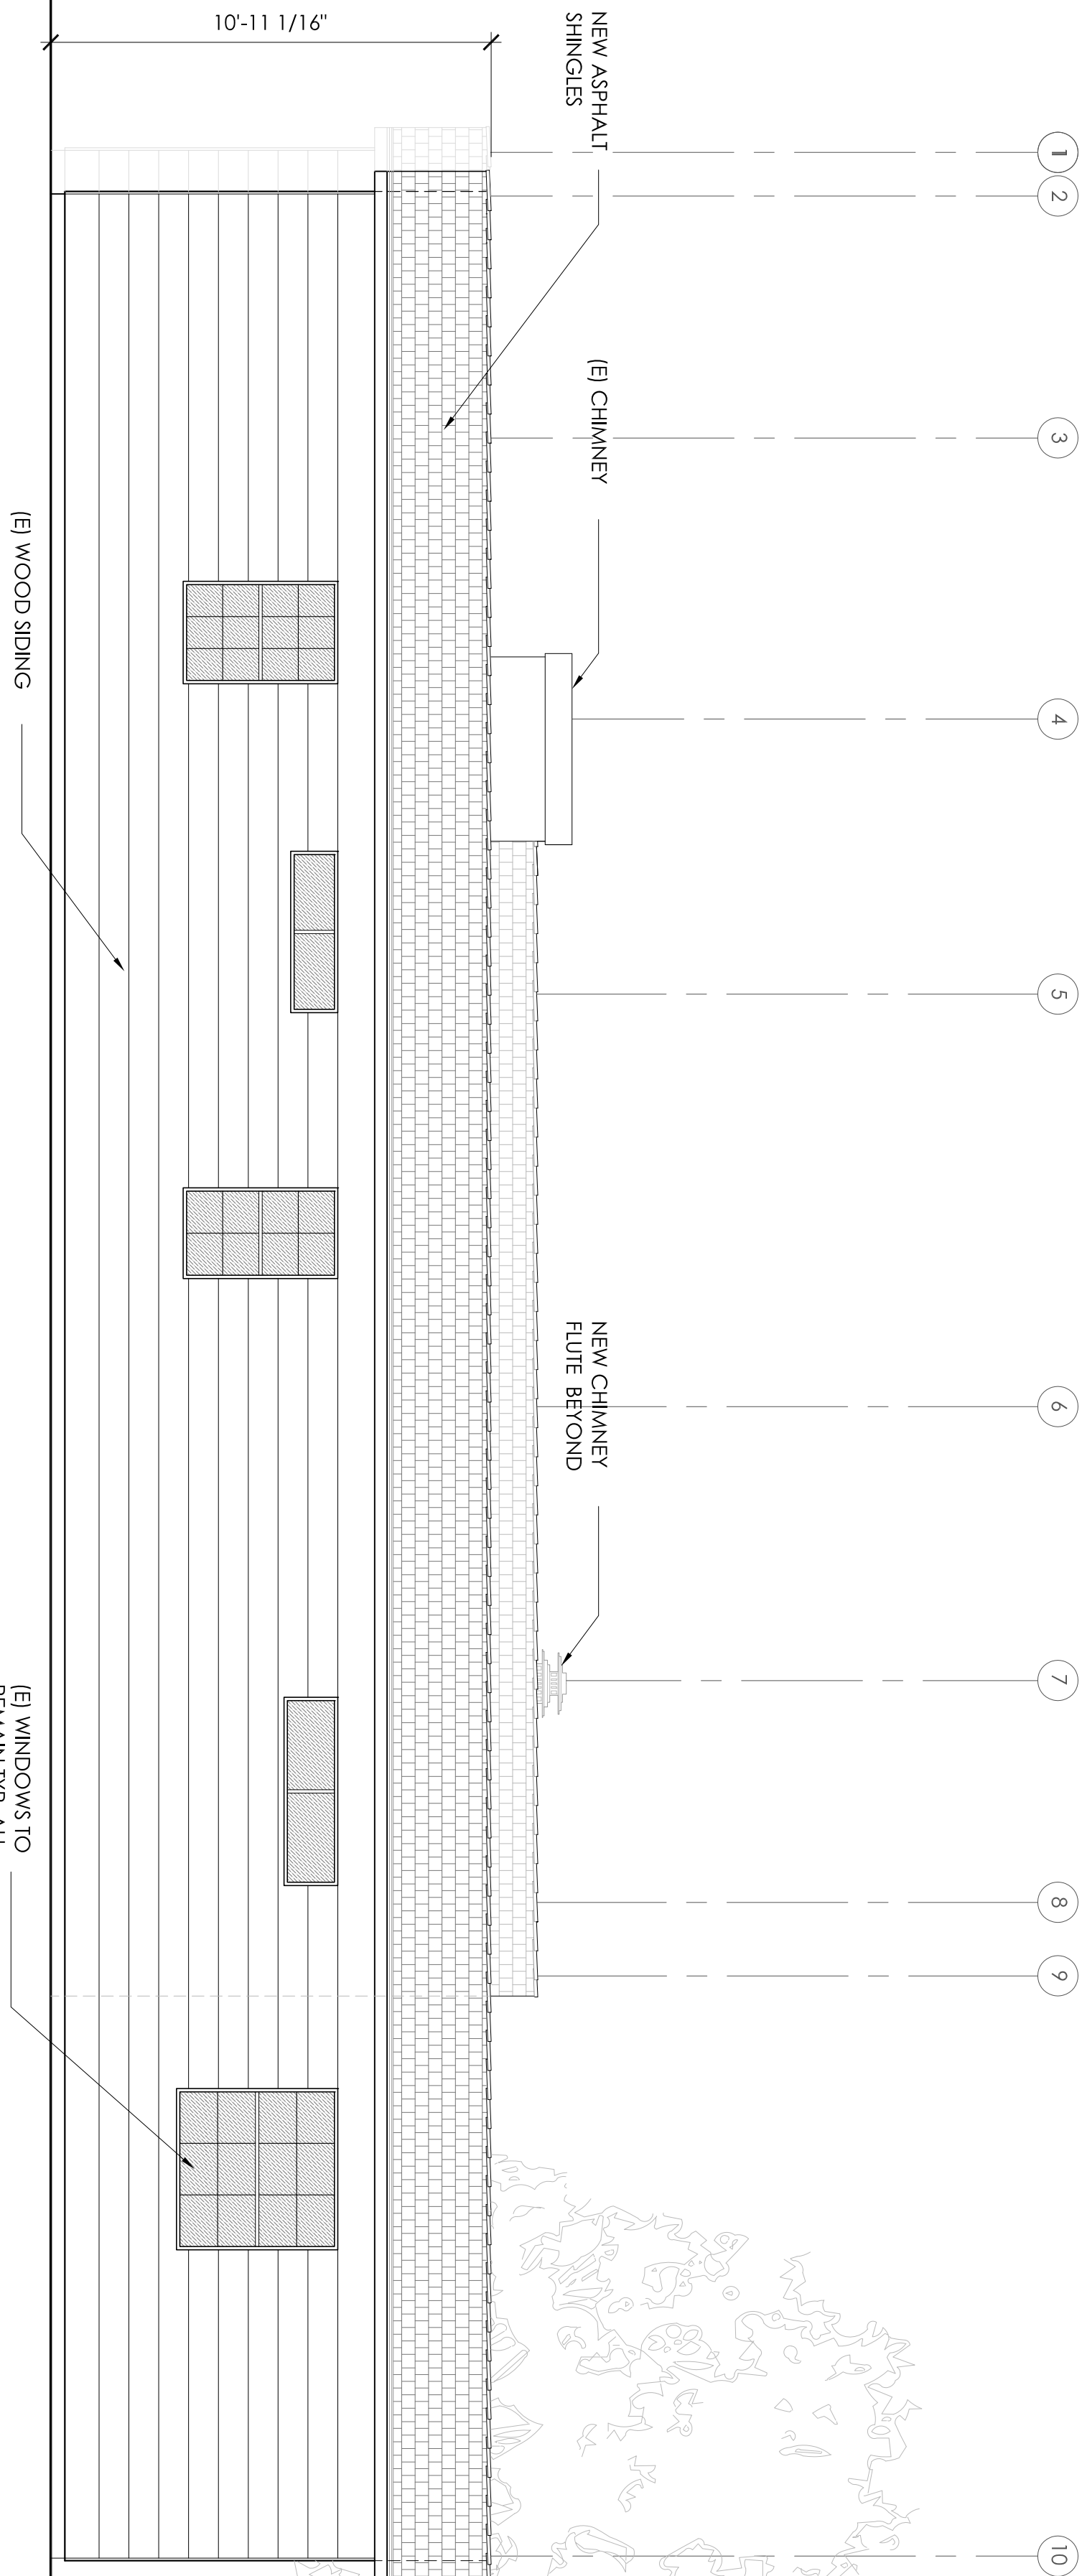 1
2
3
4
5
6
7
8
9
10
10'-11 1/16"
NEW ASPHALT
SHINGLES
(E) CHIMNEY
NEW CHIMNEY
FLUTE BEYOND
(E) WOOD SIDING
(E) WINDOWS TO